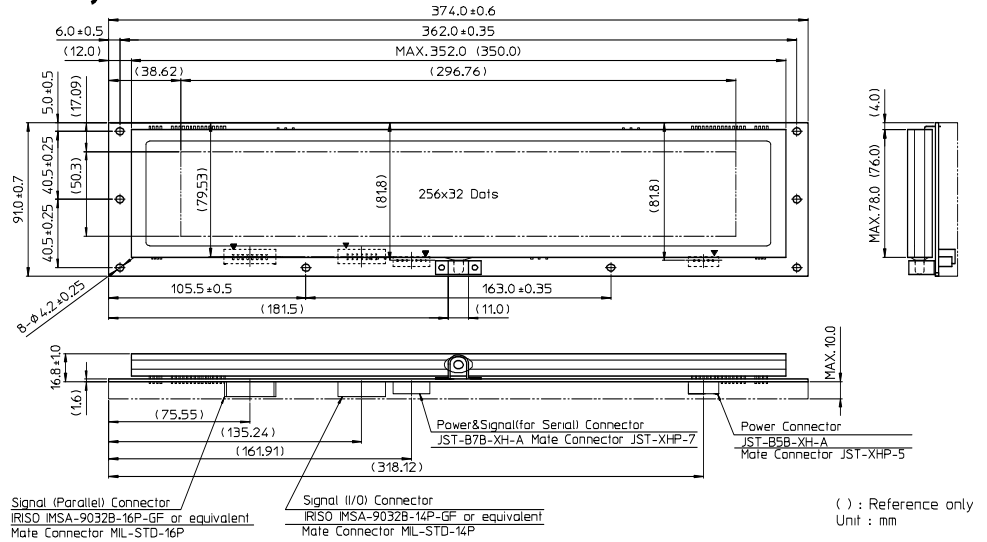 374.0±0.6
6.0±0.5
362.0±0.35
(12.0)
MAX.352.0 (350.0)
(38.62)
(296.76)
5.0±0.5
(17.09)
(4.0)
91.0±0.7
40.5±0.25
40.5±0.25
(50.3)
(79.53)
(81.8)
256x32 Dots
(81.8)
MAX.78.0 (76.0)
8-ø4.2±0.25
105.5±0.5
163.0±0.35
(181.5)
(11.0)
16.8±1.0
(1.6)
MAX.10.0
(75.55)
(135.24)
(161.91)
(318.12)
Power&Signal(for Serial) Connector
JST-B7B-XH-A Mate Connector JST-XHP-7
Power Connector
JST-B5B-XH-A
Mate Connector JST-XHP-5
Signal (Parallel) Connector
IRISO IMSA-9032B-16P-GF or equivalent
Mate Connector MIL-STD-16P
Signal (I/O) Connector
IRISO IMSA-9032B-14P-GF or equivalent
Mate Connector MIL-STD-14P
( ) : Reference only
Unit : mm